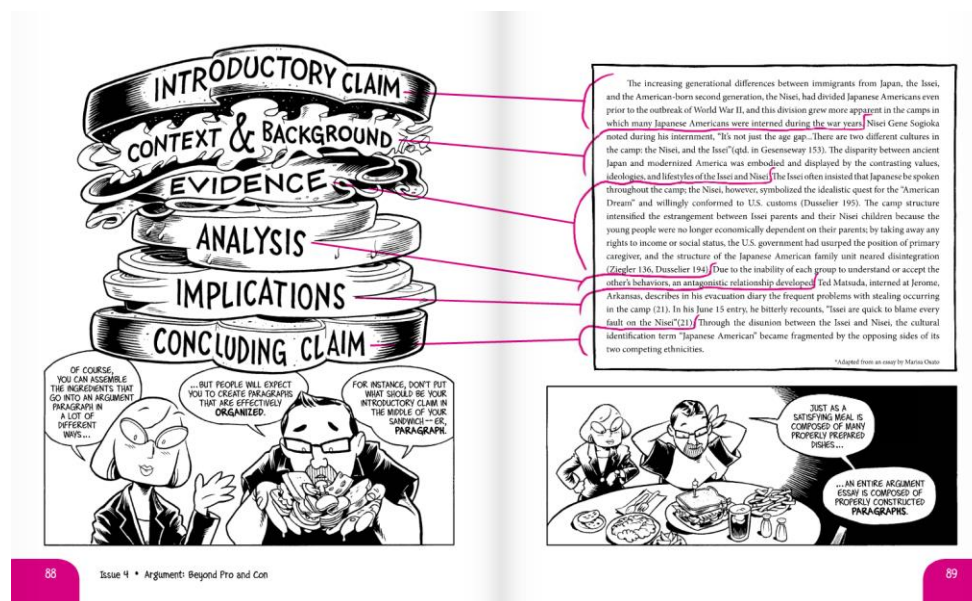 INTRODUCTORY CLAIM
CONTEXT & BACKGROUND
EVIDENCE
ANALYSIS
IMPLICATIONS
CONCLUDING CLAIM
OF COURSE,
YOU CAN ASSEMBLE
THE INGREDIENTS THAT
GO INTO AN ARGUMENT
PARAGRAPH IN
A LOT OF
DIFFERENT
WAYS...
...BUT PEOPLE WILL EXPECT
YOU TO CREATE PARAGRAPHS
THAT ARE EFFECTIVELY
ORGANIZED.
FOR INSTANCE, DON'T PUT
WHAT SHOULD BE YOUR
INTRODUCTORY CLAIM IN
THE MIDDLE OF YOUR
SANDWICH -- ER,
PARAGRAPH.
88
Issue 4 • Argument: Beyond Pro and Con
The increasing generational differences between immigrants from Japan, the Issei,
and the American-born second generation, the Nisei, had divided Japanese Americans even
prior to the outbreak of World War II, and this division grew more apparent in the camps in
which many Japanese Americans were interned during the war years. Nisei Gene Sogioka
noted during his internment, "It's not just the age gap...There are two different cultures in
the camp: the Nisei, and the Issei"(qtd. in Gesenseway 153). The disparity between ancient
Japan and modernized America was embodied and displayed by the contrasting values,
ideologies, and lifestyles of the Issei and Nisei. The Issei often insisted that Japanese be spoken
throughout the camp; the Nisei, however, symbolized the idealistic quest for the "American
Dream" and willingly conformed to U.S. customs (Dusselier 195). The camp structure
intensified the estrangement between Issei parents and their Nisei children because the
young people were no longer economically dependent on their parents; by taking away any
rights to income or social status, the U.S. government had usurped the position of primary
caregiver, and the structure of the Japanese American family unit neared disintegration
(Ziegler 136, Dusselier 194). Due to the inability of each group to understand or accept the
other's behaviors, an antagonistic relationship developed. Ted Matsuda, interned at Jerome,
Arkansas, describes in his evacuation diary the frequent problems with stealing occurring
in the camp (21). In his June 15 entry, he bitterly recounts, "Issei are quick to blame every
fault on the Nisei"(21). Through the disunion between the Issei and Nisei, the cultural
identification term "Japanese American" became fragmented by the opposing sides of its
two competing ethnicities.
*Adapted from an essay by Marisa Osato
JUST AS A
SATISFYING MEAL IS
COMPOSED OF MANY
PROPERLY PREPARED
DISHES...
...AN ENTIRE ARGUMENT
ESSAY IS COMPOSED OF
PROPERLY CONSTRUCTED
PARAGRAPHS.
89